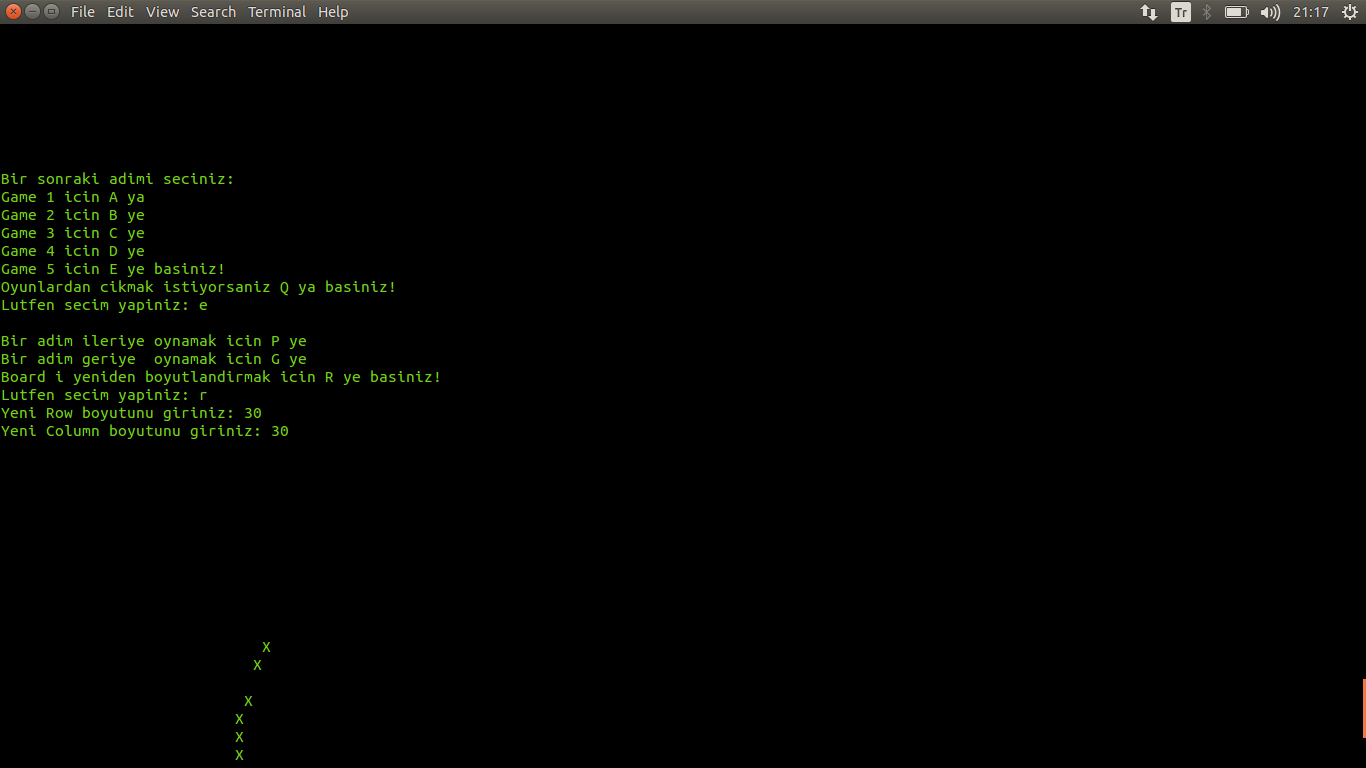 File Edit View Search Terminal Help
Tr 21:17
Bir sonraki adimi seciniz:
Game 1 icin A ya
Game 2 icin B ye
Game 3 icin C ye
Game 4 icin D ye
Game 5 icin E ye basiniz!
Oyunlardan cikmak istiyorsaniz Q ya basiniz!
Lutfen secim yapiniz: e
Bir adim ileriye oynamak icin P ye
Bir adim geriye  oynamak icin G ye
Board i yeniden boyutlandirmak icin R ye basiniz!
Lutfen secim yapiniz: r
Yeni Row boyutunu giriniz: 30
Yeni Column boyutunu giriniz: 30
X
X
X
X
X
X